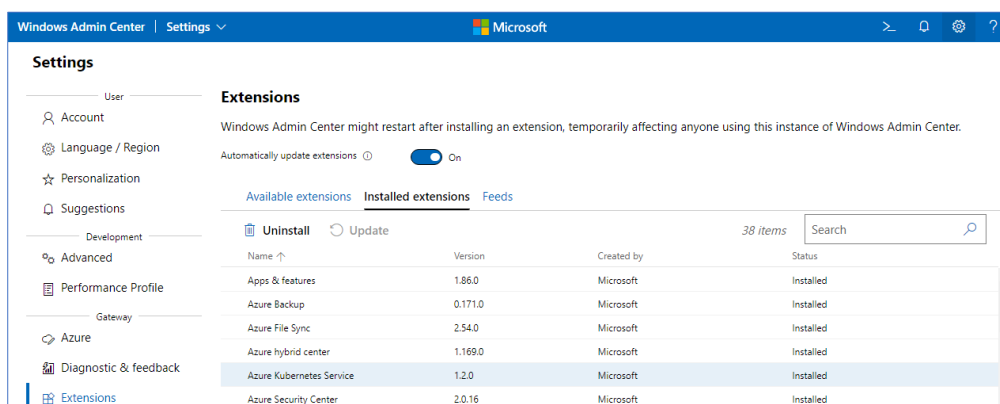 Windows Admin Center | Settings
Microsoft
?
Settings
User
Account
Language / Region
Personalization
Suggestions
Development
Advanced
Performance Profile
Gateway
Azure
Diagnostic & feedback
Extensions
Extensions
Windows Admin Center might restart after installing an extension, temporarily affecting anyone using this instance of Windows Admin Center.
Automatically update extensions On
Available extensions Installed extensions Feeds
Uninstall Update 38 items Search
Name Version Created by Status
Apps & features 1.86.0 Microsoft Installed
Azure Backup 0.171.0 Microsoft Installed
Azure File Sync 2.54.0 Microsoft Installed
Azure hybrid center 1.169.0 Microsoft Installed
Azure Kubernetes Service 1.2.0 Microsoft Installed
Azure Security Center 2.0.16 Microsoft Installed